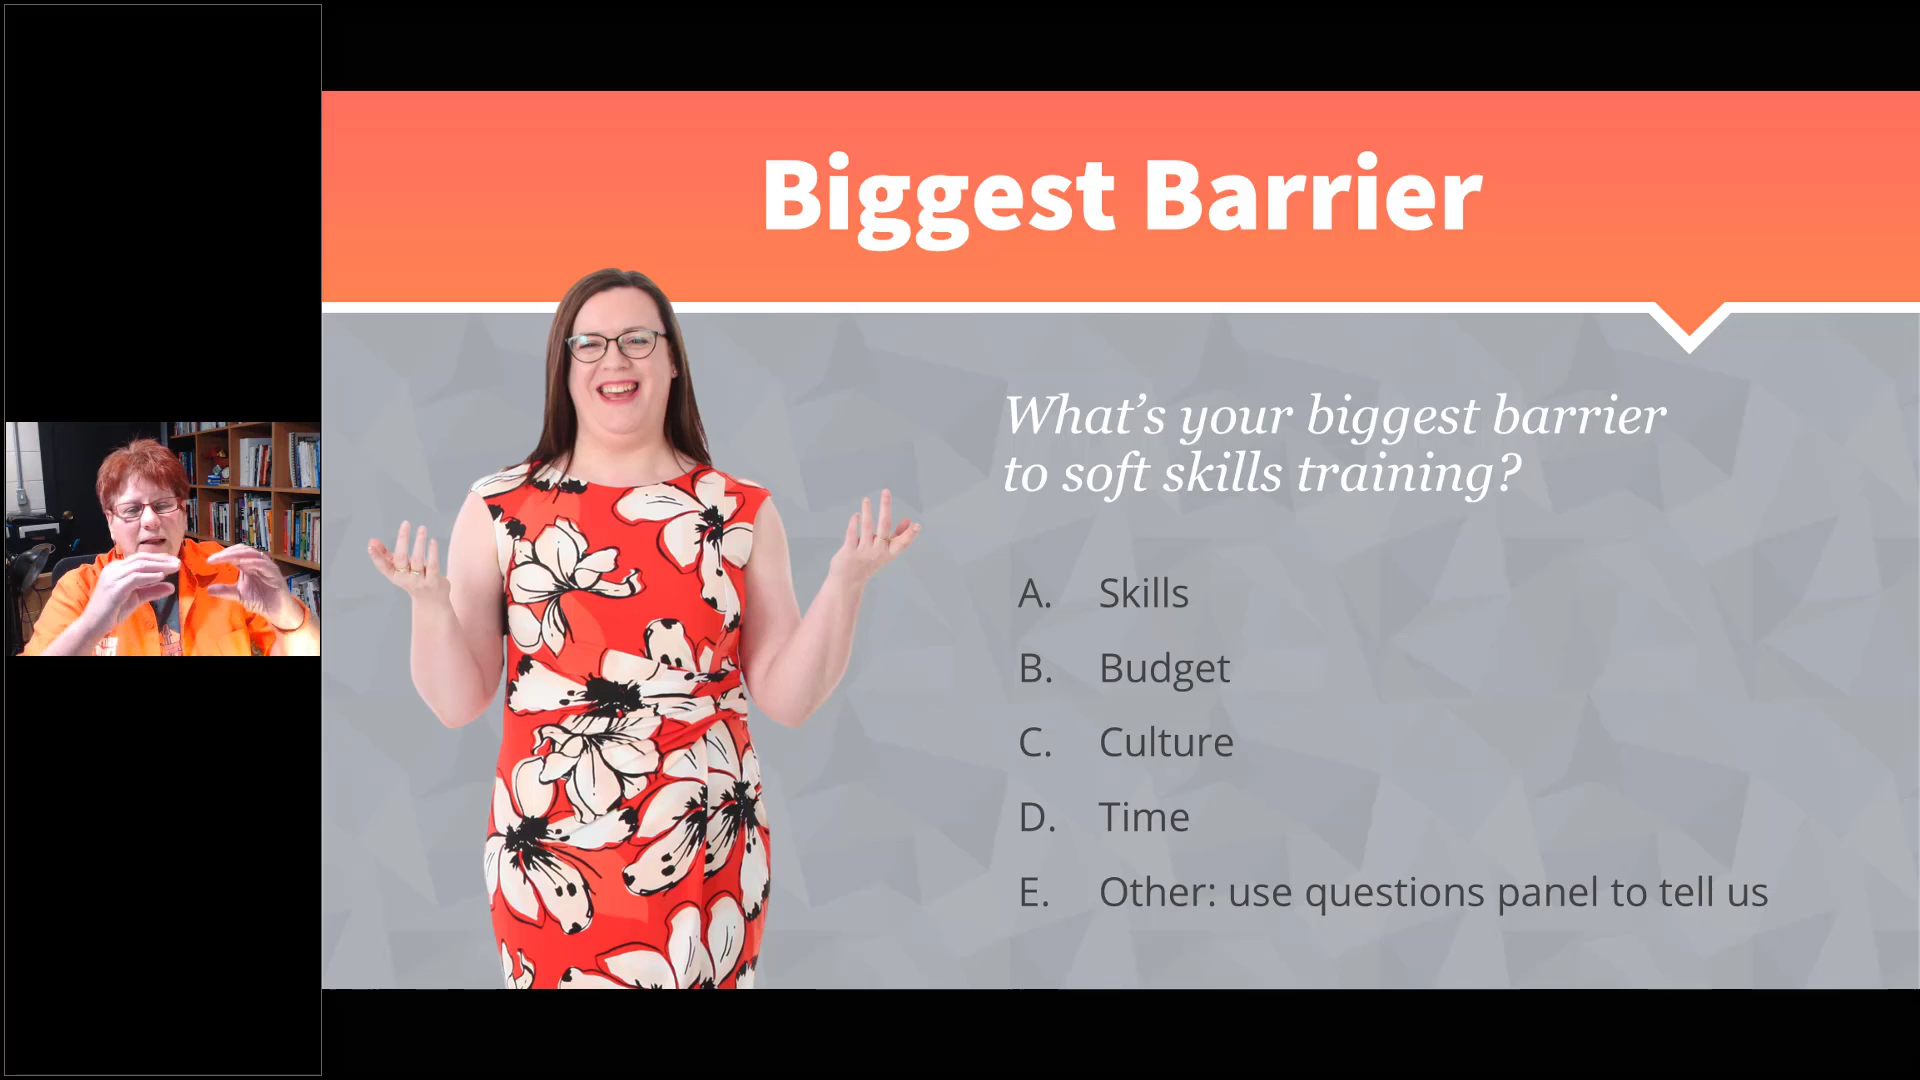 Biggest Barrier
What's your biggest barrier
to soft skills training?
A. Skills
B. Budget
C. Culture
D. Time
E. Other: use questions panel to tell us